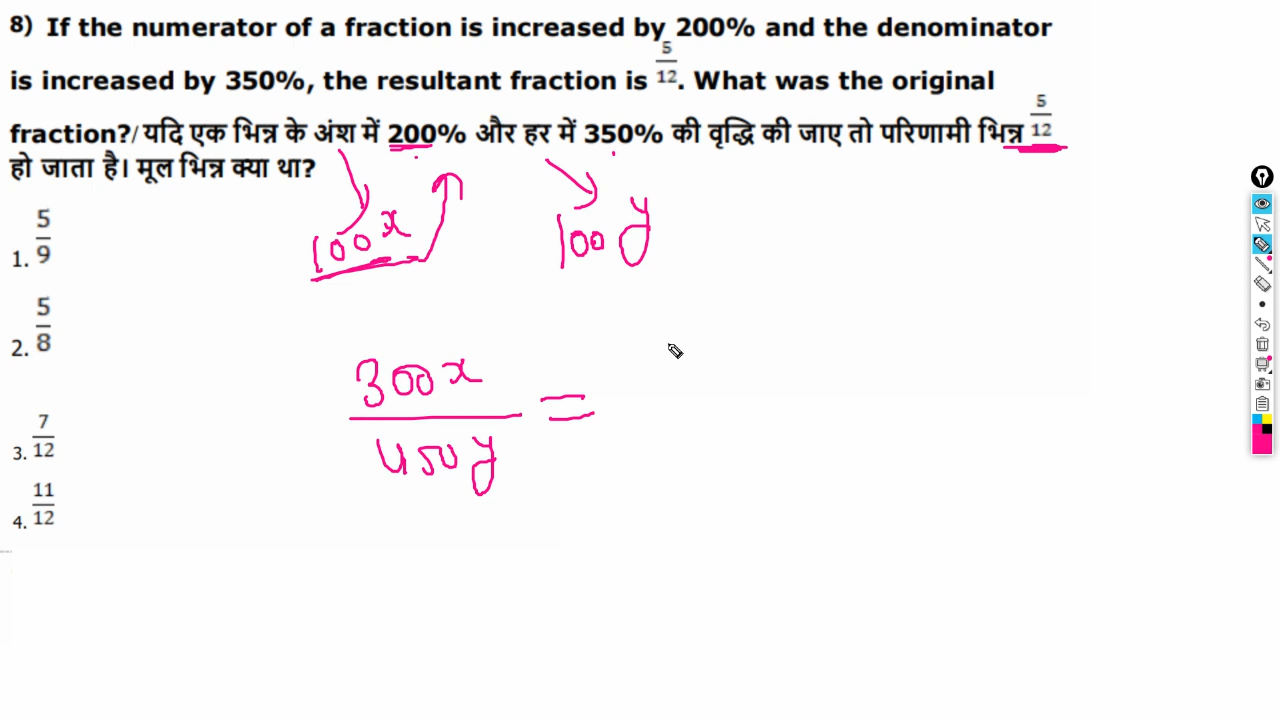 8) If the numerator of a fraction is increased by 200% and the denominator
is increased by 350%, the resultant fraction is 5/12. What was the original
fraction?/यदि एक भिन्न के अंश में 200% और हर में 350% की वृद्धि की जाए तो परिणामी भिन्न 5/12
हो जाता है। मूल भिन्न क्या था?
100x 100y
1. 5/9
2. 5/8
300x/450y =
3. 7/12
4. 11/12